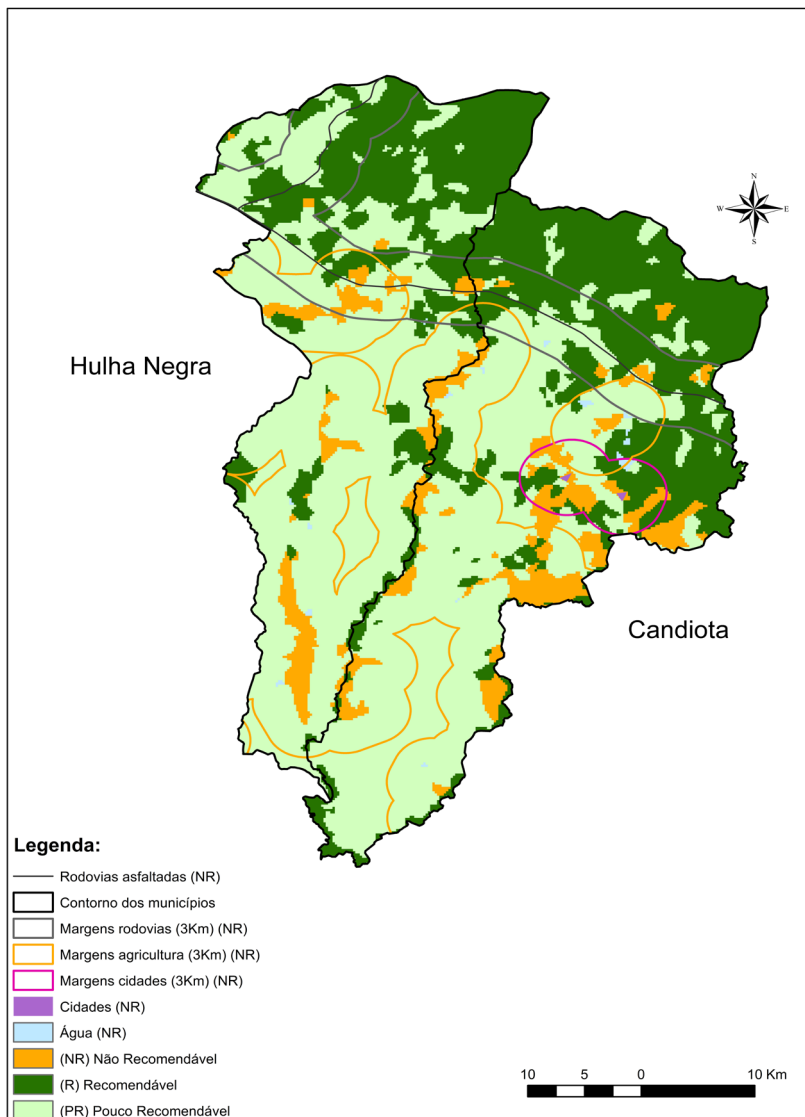 N
W
E
S
Hulha Negra
Candiota
Legenda:
Rodovias asfaltadas (NR)
Contorno dos municípios
Margens rodovias (3Km) (NR)
Margens agricultura (3Km) (NR)
Margens cidades (3Km) (NR)
Cidades (NR)
Água (NR)
(NR) Não Recomendável
(R) Recomendável
(PR) Pouco Recomendável
10 5 0 10 Km